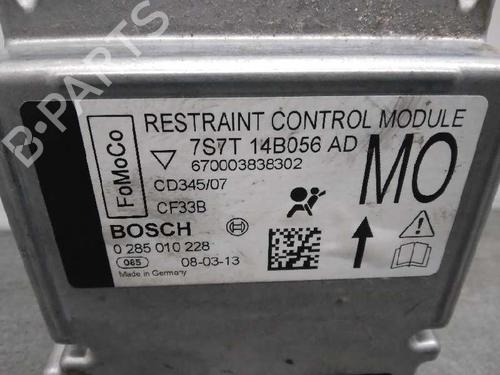 B-PARTS
FoMoCo
RESTRAINT CONTROL MODULE
7S7T 14B056 AD
670003838302
MO
CD345/07
CF33B
BOSCH
0 285 010 228
085
08-03-13
Made in Germany